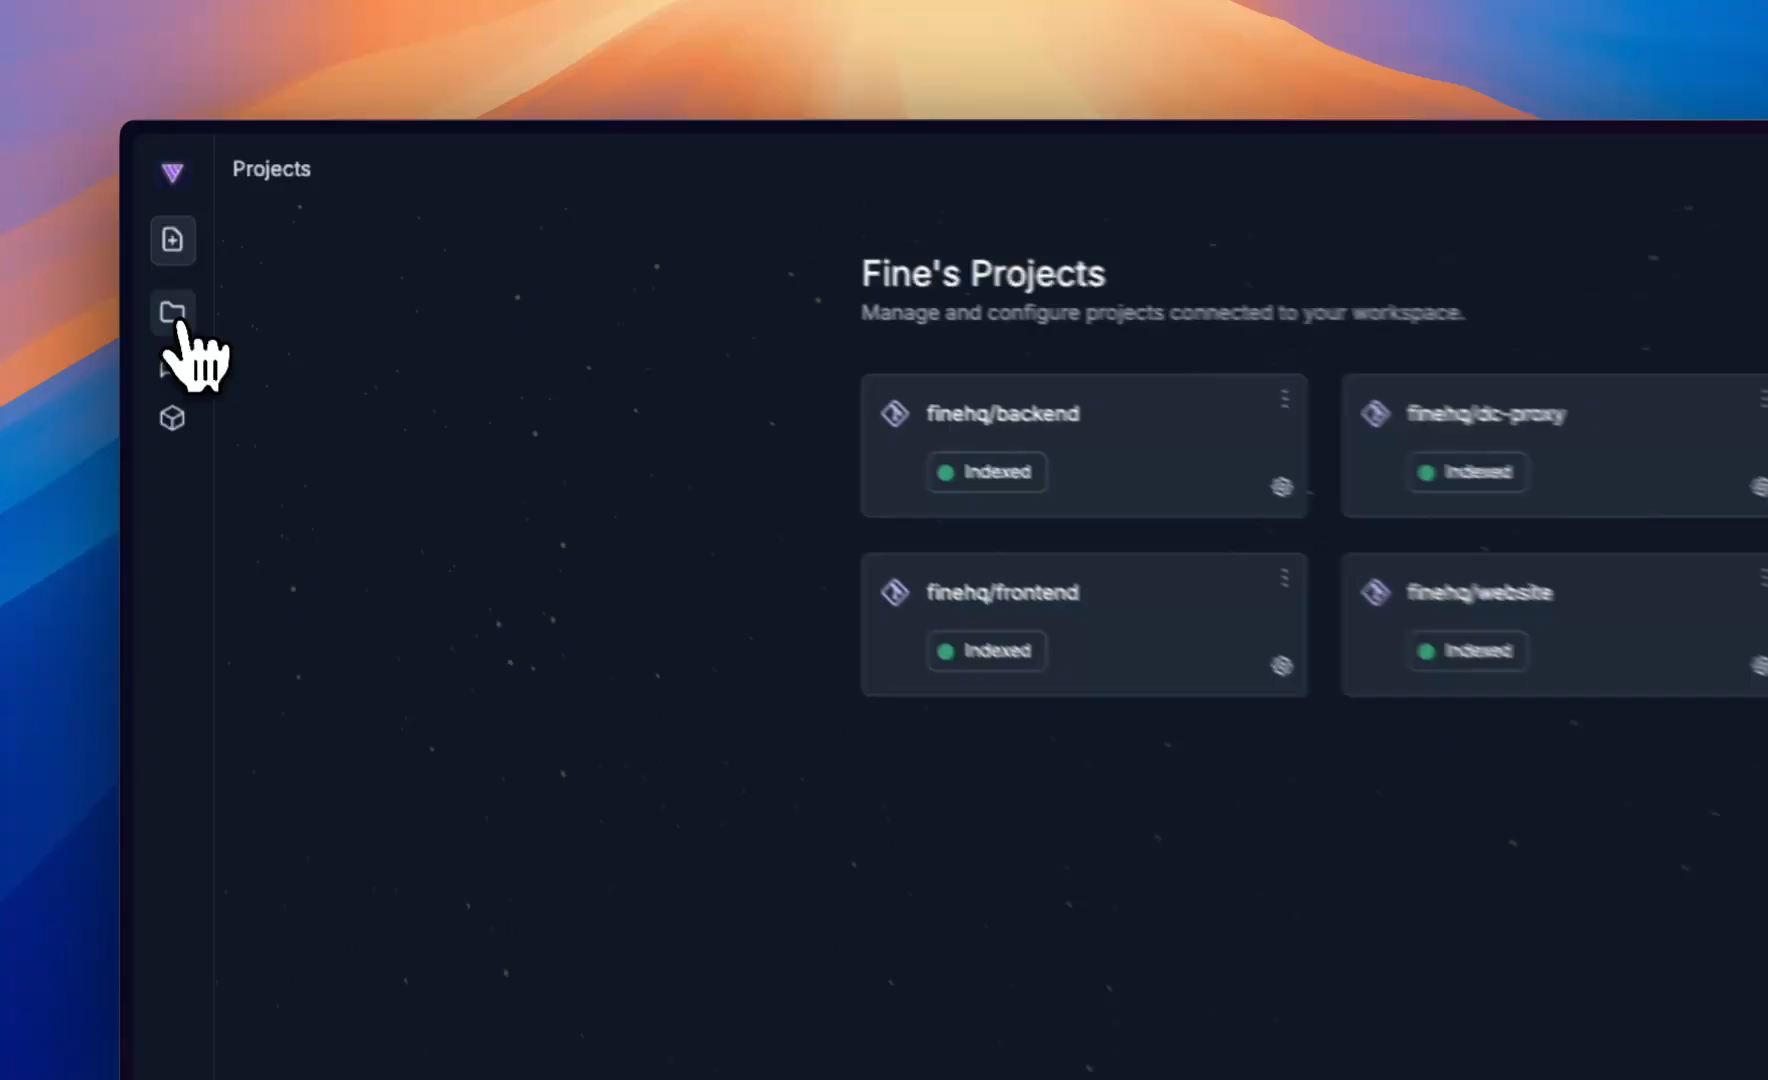 Projects
Fine's Projects
Manage and configure projects connected to your workspace.
finehq/backend
Indexed
finehq/dc-proxy
Indexed
finehq/frontend
Indexed
finehq/website
Indexed